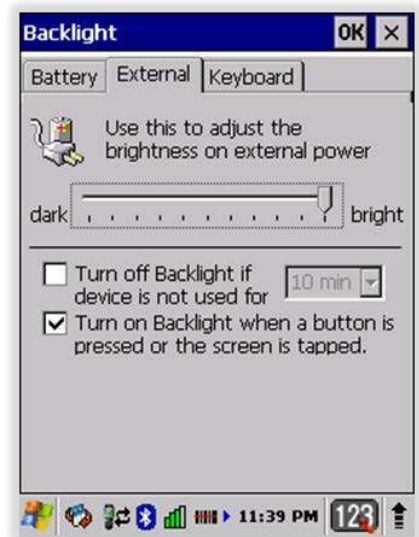 Backlight OK ×
Battery External Keyboard
Use this to adjust the
brightness on external power
dark bright
Turn off Backlight if
device is not used for 10 min
Turn on Backlight when a button is
pressed or the screen is tapped.
11:39 PM 123